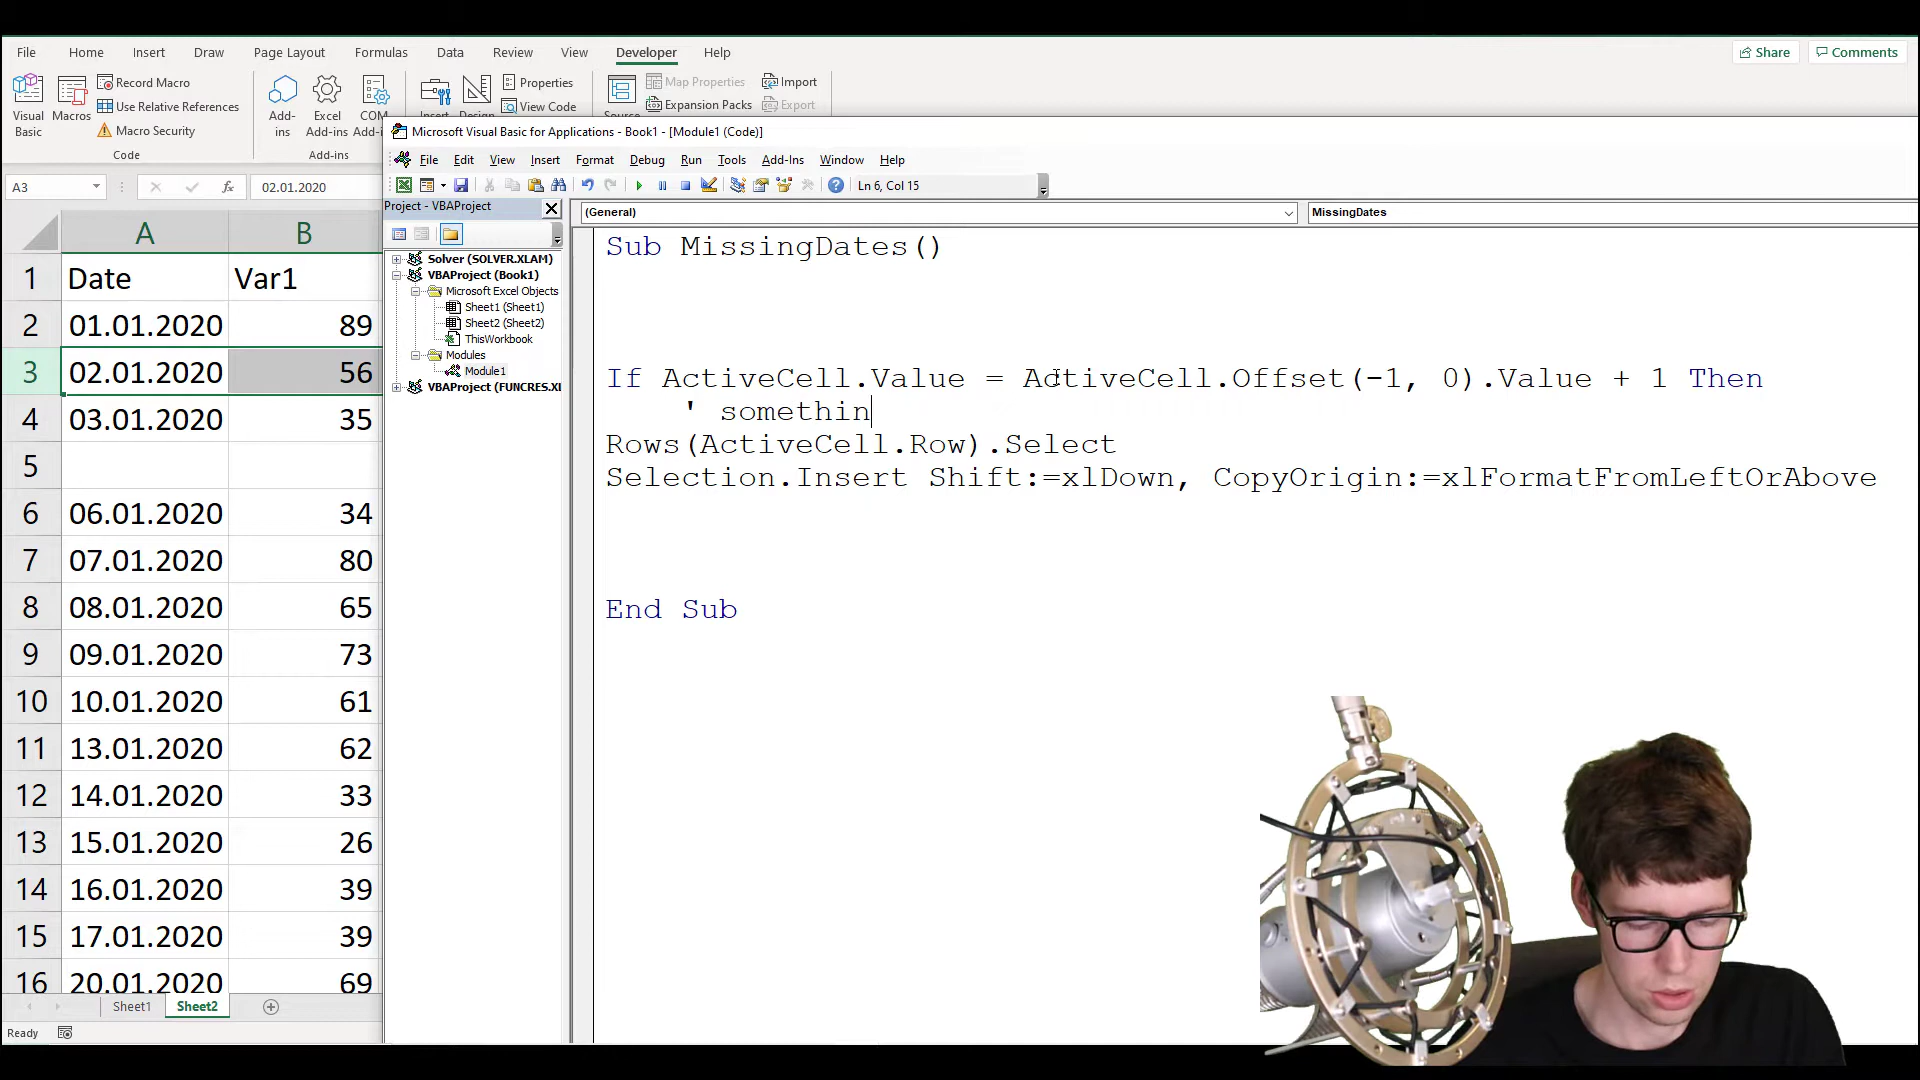 File Home Insert Draw Page Layout Formulas Data Review View Developer Help Share Comments
Visual Basic
Macros
Record Macro
Use Relative References
Macro Security
Code
Add-ins
Excel Add-ins
COM
Add-ins
Insert
Properties
View Code
Source
Map Properties
Expansion Packs
Import
Export
Microsoft Visual Basic for Applications - Book1 - [Module1 (Code)]
File Edit View Insert Format Debug Run Tools Add-Ins Window Help
Ln 6, Col 15
A3 fx 02.01.2020
Project - VBAProject
(General) MissingDates
Solver (SOLVER.XLAM)
VBAProject (Book1)
Microsoft Excel Objects
Sheet1 (Sheet1)
Sheet2 (Sheet2)
ThisWorkbook
Modules
Module1
VBAProject (FUNCRES.XL
A B
1 Date Var1
2 01.01.2020 89
3 02.01.2020 56
4 03.01.2020 35
5
6 06.01.2020 34
7 07.01.2020 80
8 08.01.2020 65
9 09.01.2020 73
10 10.01.2020 61
11 13.01.2020 62
12 14.01.2020 33
13 15.01.2020 26
14 16.01.2020 39
15 17.01.2020 39
16 20.01.2020 69
Sub MissingDates()
If ActiveCell.Value = ActiveCell.Offset(-1, 0).Value + 1 Then
' somethin
Rows(ActiveCell.Row).Select
Selection.Insert Shift:=xlDown, CopyOrigin:=xlFormatFromLeftOrAbove
End Sub
Sheet1 Sheet2
Ready